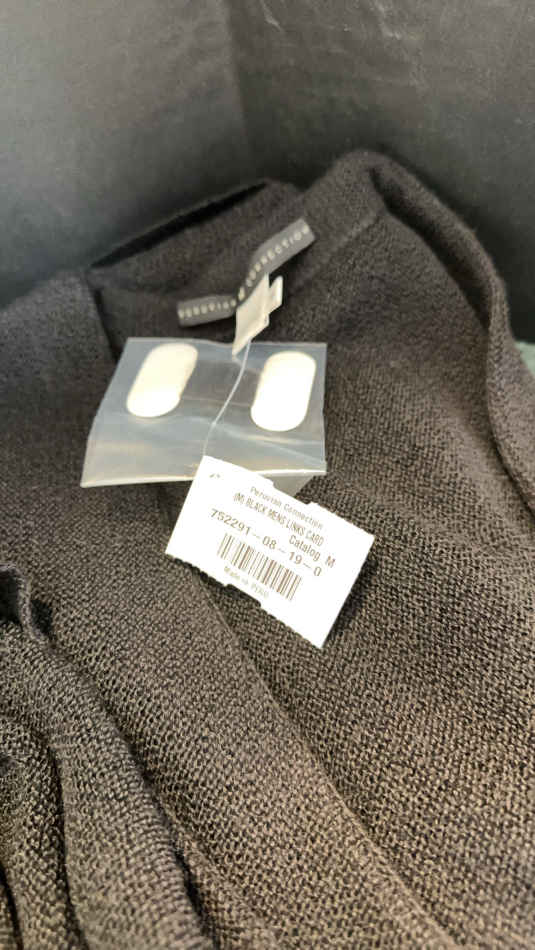 PERUVIAN CONNECTION
Peruvian Connection
(M) BLACK MENS LINKS CARD
Catalog M
752291-08-19-0
Made in PERU